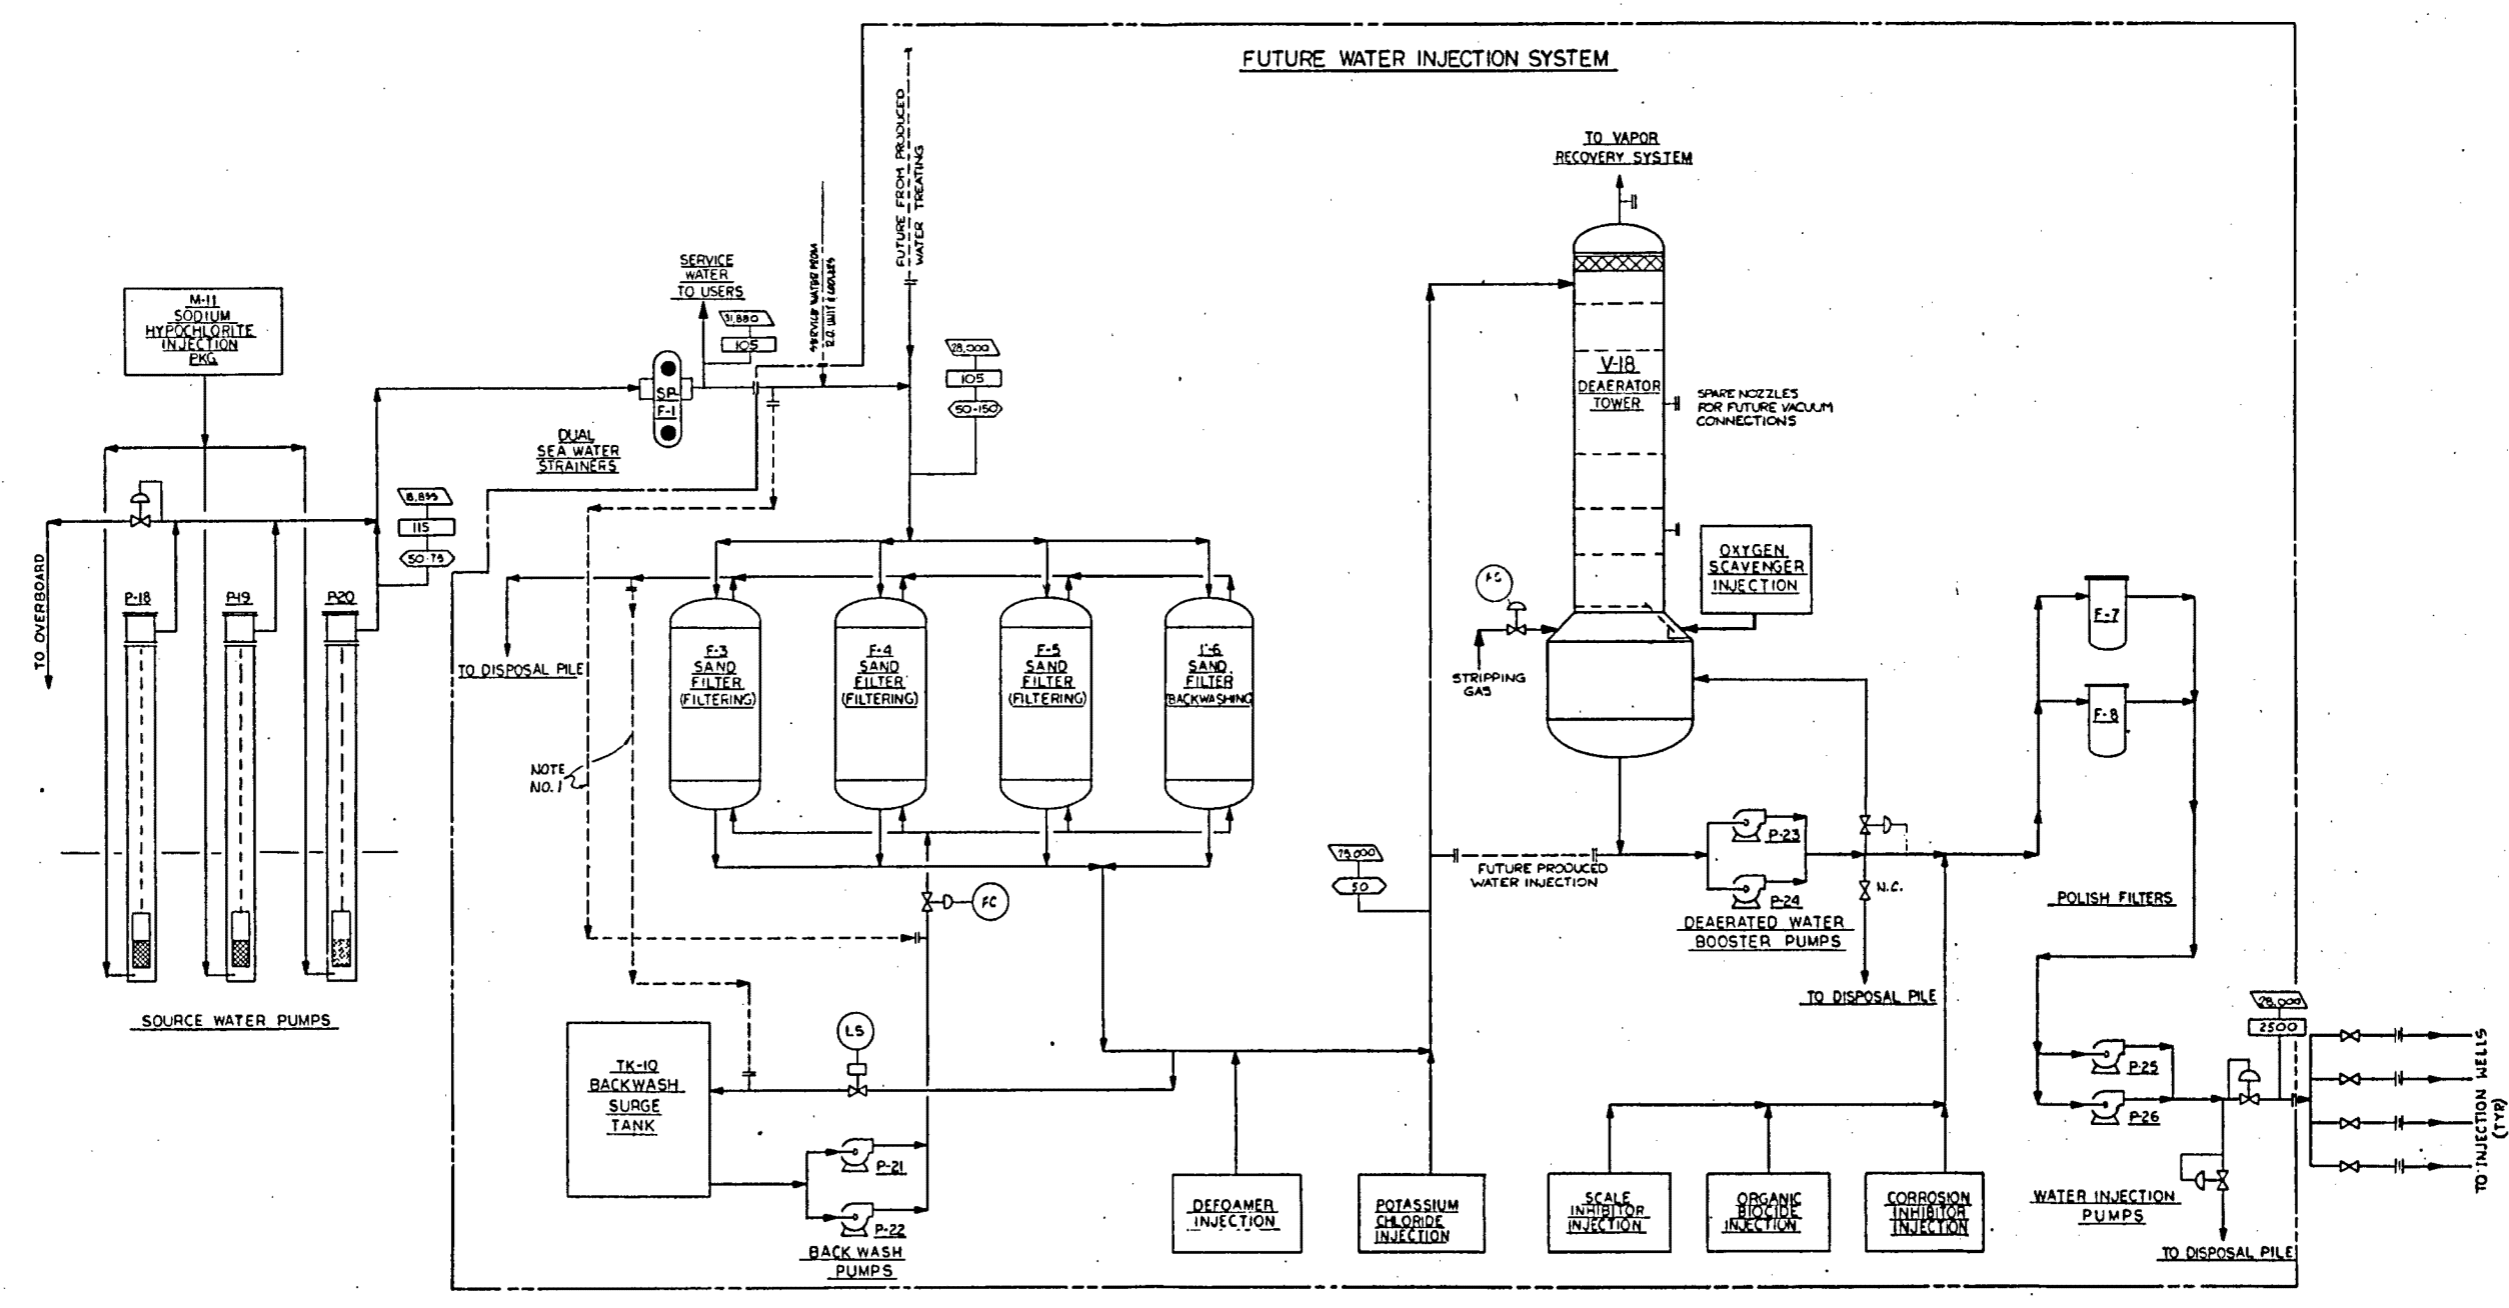 FUTURE WATER INJECTION SYSTEM
FUTURE FROM PRODUCED
WATER TREATING
TO VAPOR
RECOVERY SYSTEM
SERVICE
WATER
TO USERS
SERVICE WATER FROM
31,880
105
M-11
SODIUM
HYPOCHLORITE
INJECTION
PKG
SP
F-1
DUAL
SEA WATER
STRAINERS
28,000
105
50-150
V-18
DEAERATOR
TOWER
SPARE NOZZLES
FOR FUTURE VACUUM
CONNECTIONS
115
50-75
TO OVERBOARD
P-18
P-19
P-20
SOURCE WATER PUMPS
TO DISPOSAL PILE
F-3
SAND
FILTER
(FILTERING)
F-4
SAND
FILTER
(FILTERING)
F-5
SAND
FILTER
(FILTERING)
F-6
SAND
FILTER
(BACKWASHING)
NOTE
NO. 1
STRIPPING
GAS
OXYGEN
SCAVENGER
INJECTION
F-7
F-8
POLISH FILTERS
50
FUTURE PRODUCED
WATER INJECTION
P-23
P-24
DEAERATED WATER
BOOSTER PUMPS
N.C.
TO DISPOSAL PILE
FC
LS
TK-10
BACKWASH
SURGE
TANK
P-21
P-22
BACK WASH
PUMPS
DEFOAMER
INJECTION
POTASSIUM
CHLORIDE
INJECTION
SCALE
INHIBITOR
INJECTION
ORGANIC
BIOCIDE
INJECTION
CORROSION
INHIBITOR
INJECTION
P-25
P-26
WATER INJECTION
PUMPS
28,000
2500
TO DISPOSAL PILE
TO INJECTION WELLS
(TYP)